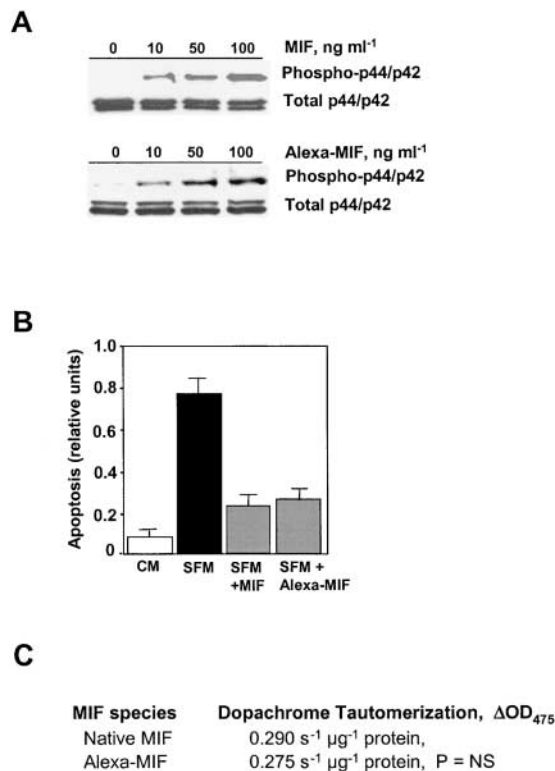 A
0 10 50 100 MIF, ng ml⁻¹
Phospho-p44/p42
Total p44/p42
0 10 50 100 Alexa-MIF, ng ml⁻¹
Phospho-p44/p42
Total p44/p42
B
Apoptosis (relative units)
1.0
0.8
0.6
0.4
0.2
0
CM SFM SFM SFM +
+MIF Alexa-MIF
C
MIF species Dopachrome Tautomerization, ΔOD₄₇₅
Native MIF 0.290 s⁻¹ µg⁻¹ protein,
Alexa-MIF 0.275 s⁻¹ µg⁻¹ protein, P = NS